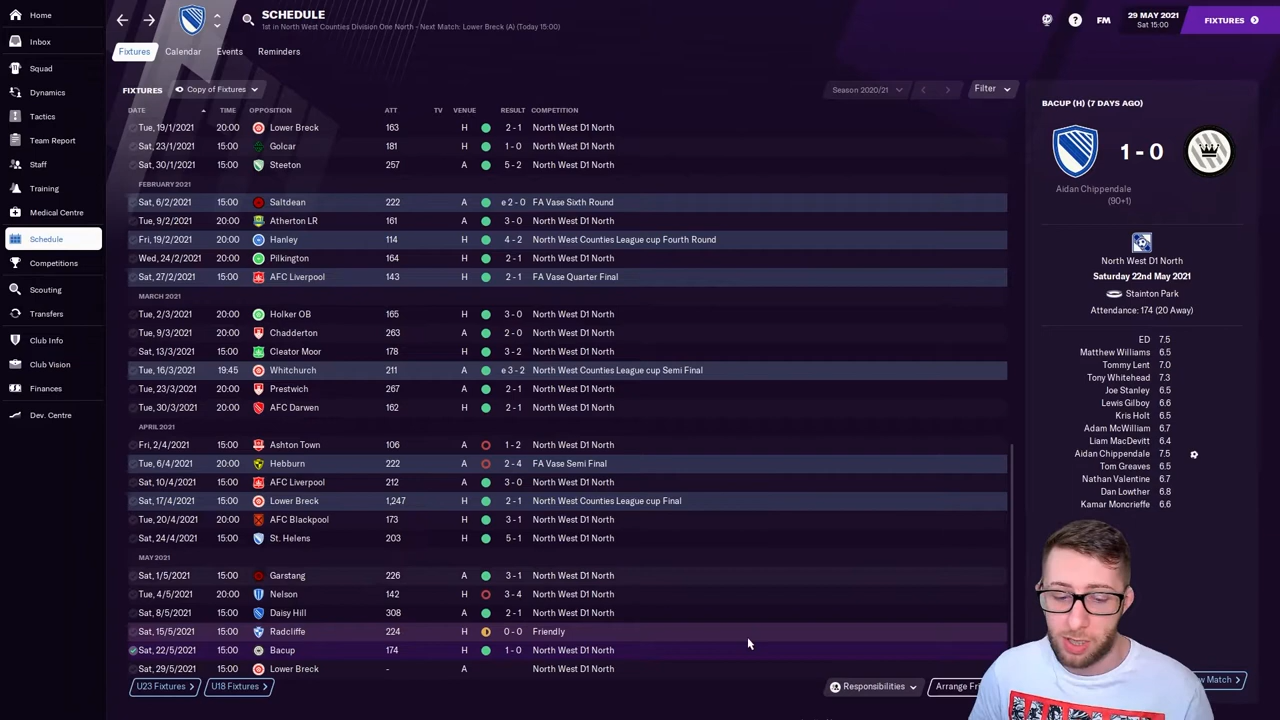 Home
Inbox
Squad
Dynamics
Tactics
Team Report
Staff
Training
Medical Centre
Schedule
Competitions
Scouting
Transfers
Club Info
Club Vision
Finances
Dev. Centre
SCHEDULE
1st in North West Counties Division One North - Next Match: Lower Breck (A) (Today 15:00)
FM
29 MAY 2021
Sat 15:00
FIXTURES
Fixtures
Calendar
Events
Reminders
FIXTURES
Copy of Fixtures
Season 2020/21
Filter
DATE TIME OPPOSITION ATT TV VENUE RESULT COMPETITION
Tue, 19/1/2021 20:00 Lower Breck 163 H 2 - 1 North West D1 North
Sat, 23/1/2021 15:00 Golcar 181 H 1 - 0 North West D1 North
Sat, 30/1/2021 15:00 Steeton 257 A 5 - 2 North West D1 North
FEBRUARY 2021
Sat, 6/2/2021 15:00 Saltdean 222 A e 2 - 0 FA Vase Sixth Round
Tue, 9/2/2021 20:00 Atherton LR 161 A 3 - 0 North West D1 North
Fri, 19/2/2021 20:00 Hanley 114 H 4 - 2 North West Counties League cup Fourth Round
Wed, 24/2/2021 20:00 Pilkington 164 H 2 - 1 North West D1 North
Sat, 27/2/2021 15:00 AFC Liverpool 143 H 2 - 1 FA Vase Quarter Final
MARCH 2021
Tue, 2/3/2021 20:00 Holker OB 165 H 3 - 0 North West D1 North
Tue, 9/3/2021 20:00 Chadderton 263 A 2 - 0 North West D1 North
Sat, 13/3/2021 15:00 Cleator Moor 178 H 3 - 2 North West D1 North
Tue, 16/3/2021 19:45 Whitchurch 211 A e 3 - 2 North West Counties League cup Semi Final
Tue, 23/3/2021 20:00 Prestwich 267 A 2 - 1 North West D1 North
Tue, 30/3/2021 20:00 AFC Darwen 162 H 2 - 1 North West D1 North
APRIL 2021
Fri, 2/4/2021 15:00 Ashton Town 106 A 1 - 2 North West D1 North
Tue, 6/4/2021 20:00 Hebburn 222 A 2 - 4 FA Vase Semi Final
Sat, 10/4/2021 15:00 AFC Liverpool 212 A 3 - 0 North West D1 North
Sat, 17/4/2021 15:00 Lower Breck 1,247 H 2 - 1 North West Counties League cup Final
Tue, 20/4/2021 20:00 AFC Blackpool 173 H 3 - 1 North West D1 North
Sat, 24/4/2021 15:00 St. Helens 203 H 5 - 1 North West D1 North
MAY 2021
Sat, 1/5/2021 15:00 Garstang 226 A 3 - 1 North West D1 North
Tue, 4/5/2021 20:00 Nelson 142 H 3 - 4 North West D1 North
Sat, 8/5/2021 15:00 Daisy Hill 308 A 2 - 1 North West D1 North
Sat, 15/5/2021 15:00 Radcliffe 224 H 0 - 0 Friendly
Sat, 22/5/2021 15:00 Bacup 174 H 1 - 0 North West D1 North
Sat, 29/5/2021 15:00 Lower Breck - A North West D1 North
U23 Fixtures
U18 Fixtures
Responsibilities
Arrange
Match
BACUP (H) (7 DAYS AGO)
1 - 0
Aidan Chippendale
(90+1)
North West D1 North
Saturday 22nd May 2021
Stainton Park
Attendance: 174 (20 Away)
ED 7.5
Matthew Williams 6.5
Tommy Lent 7.0
Tony Whitehead 7.3
Joe Stanley 6.5
Lewis Gilboy 6.6
Kris Holt 6.5
Adam McWilliam 6.7
Liam MacDevitt 6.4
Aidan Chippendale 7.5
Tom Greaves 6.5
Nathan Valentine 6.7
Dan Lowther 6.8
Kamar Moncrieffe 6.6